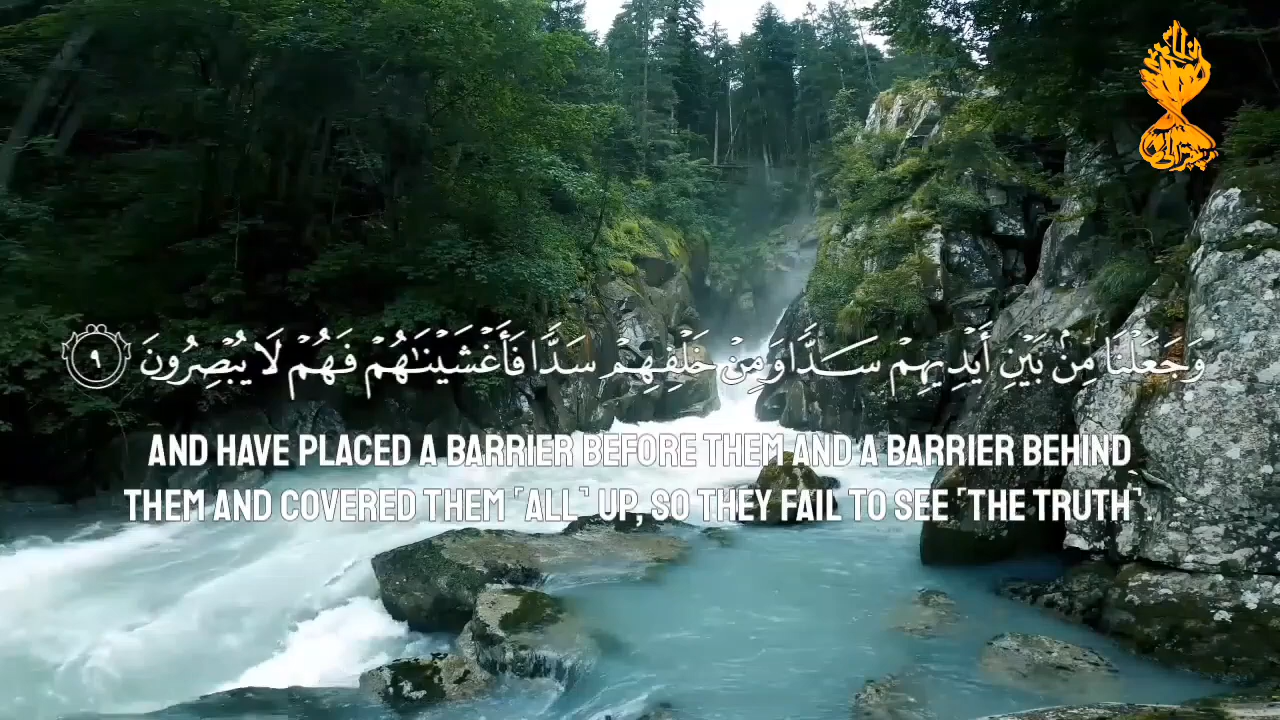 وَجَعَلْنَا مِنۢ بَيْنِ أَيْدِيهِمْ سَدًّا وَمِنْ خَلْفِهِمْ سَدًّا فَأَغْشَيْنَـٰهُمْ فَهُمْ لَا يُبْصِرُونَ ٩
AND HAVE PLACED A BARRIER BEFORE THEM AND A BARRIER BEHIND
THEM AND COVERED THEM ˹ALL˺ UP, SO THEY FAIL TO SEE ˹THE TRUTH˺.